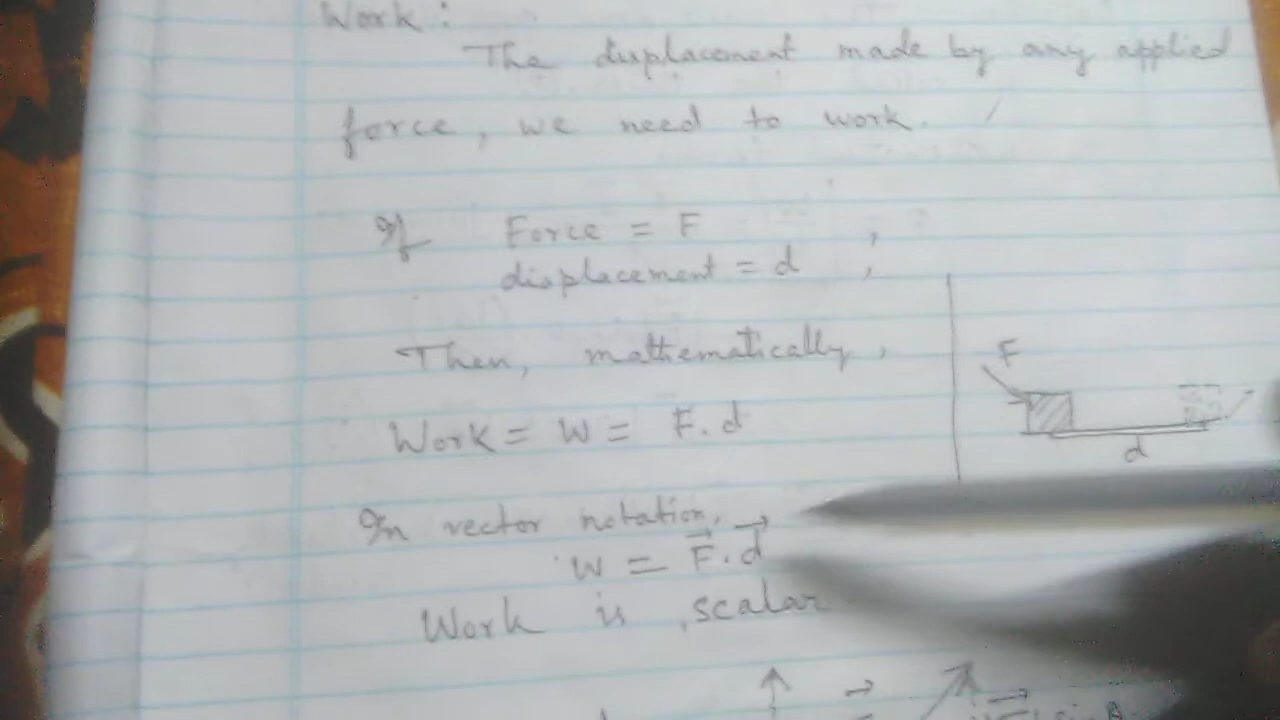 Work :
The displacement made by any applied
force, we need to work.
If Force = F ,
displacement = d ,
Then, mathematically,
F
Work = W = F. d
d
In vector notation,
W = F⃗. d⃗
Work is scalar